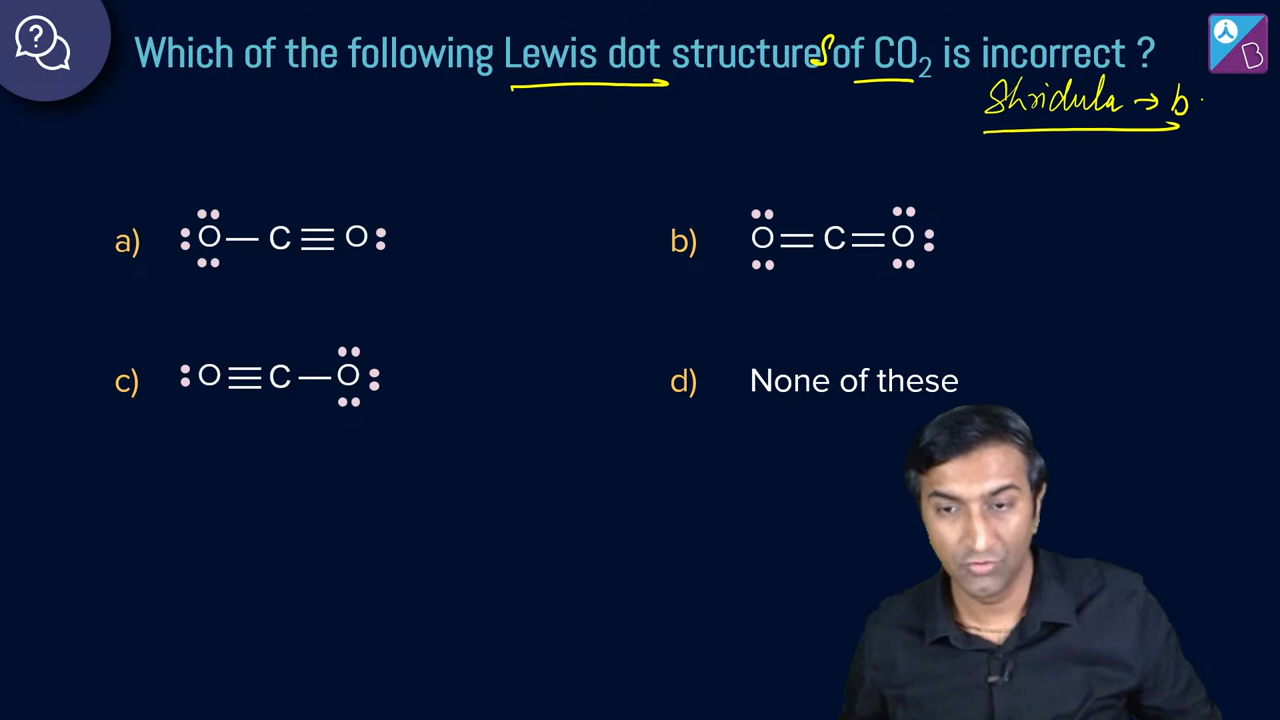 Which of the following Lewis dot structures of CO₂ is incorrect ?
Shridula → b
a) :O — C ≡ O:
b) O = C = O:
c) :O ≡ C — O:
d) None of these
B
?